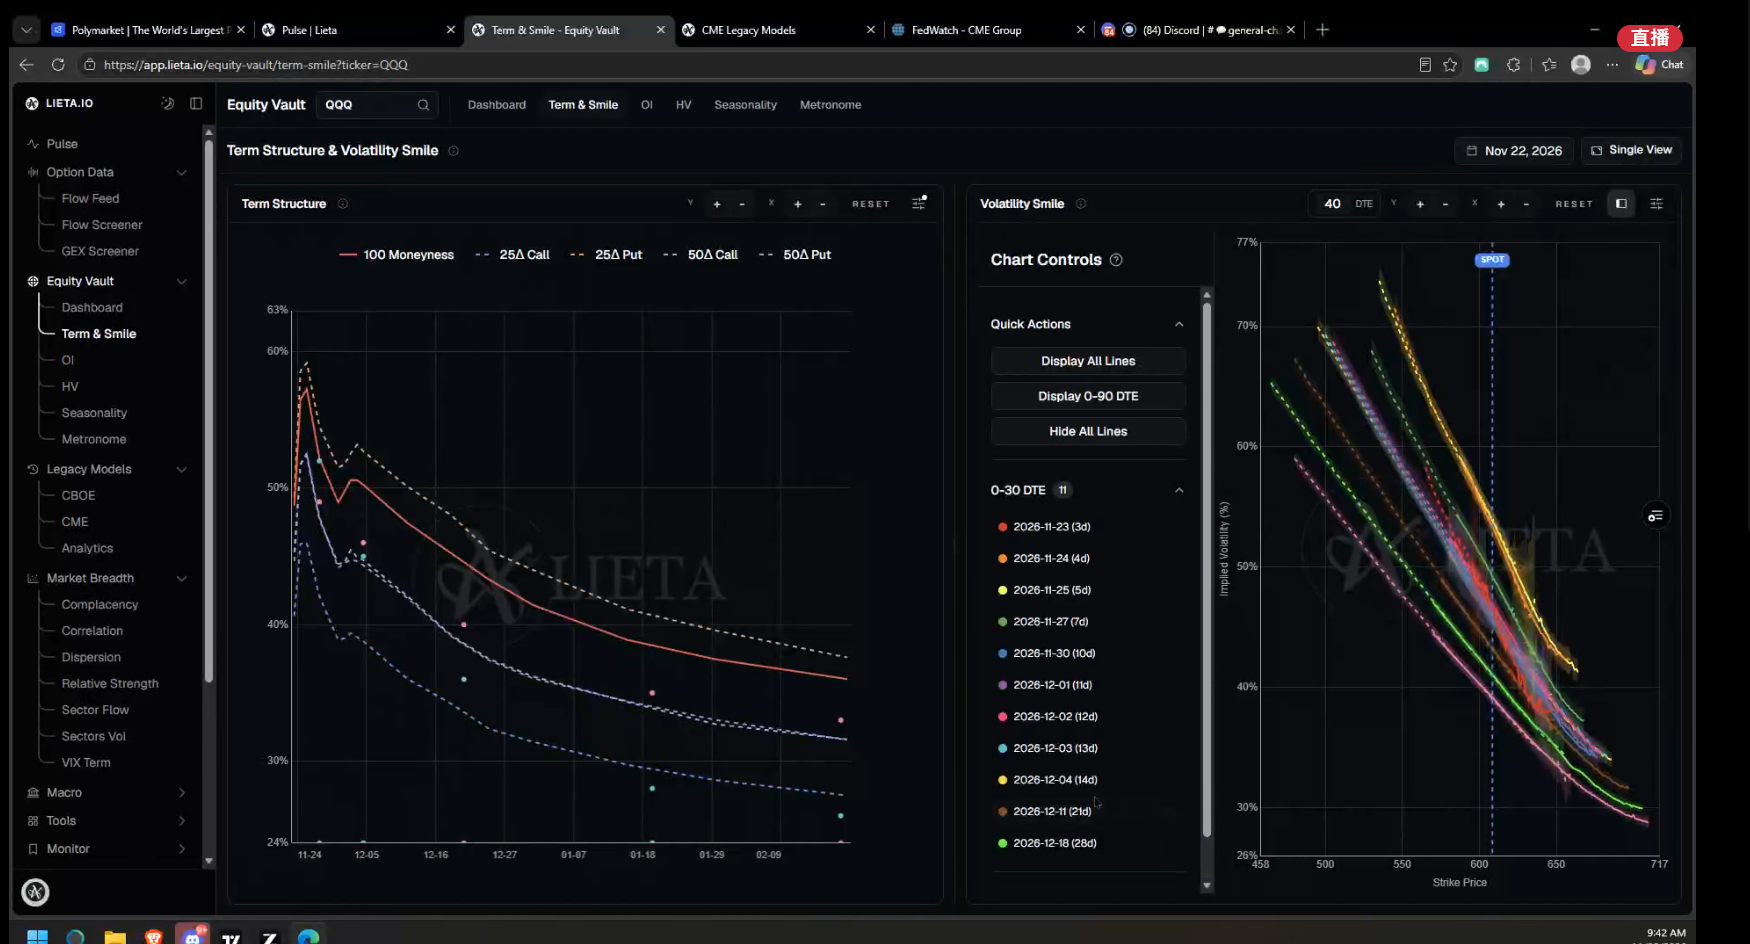 Polymarket | The World's Largest P
Pulse | Lieta
Term & Smile - Equity Vault
CME Legacy Models
FedWatch - CME Group
(84) Discord | # general-cha
直播
https://app.lieta.io/equity-vault/term-smile?ticker=QQQ
Chat
LIETA.IO
Equity Vault
QQQ
Dashboard
Term & Smile
OI
HV
Seasonality
Metronome
Pulse
Option Data
Flow Feed
Flow Screener
GEX Screener
Equity Vault
Dashboard
Term & Smile
OI
HV
Seasonality
Metronome
Legacy Models
CBOE
CME
Analytics
Market Breadth
Complacency
Correlation
Dispersion
Relative Strength
Sector Flow
Sectors Vol
VIX Term
Macro
Tools
Monitor
Term Structure & Volatility Smile
Nov 22, 2026
Single View
Term Structure
Y + - X + - RESET
100 Moneyness
25Δ Call
25Δ Put
50Δ Call
50Δ Put
63%
60%
50%
40%
30%
24%
11-24
12-05
12-16
12-27
01-07
01-18
01-29
02-09
LIETA
Volatility Smile
40 DTE
Y + - X + - RESET
Chart Controls
Quick Actions
Display All Lines
Display 0-90 DTE
Hide All Lines
0-30 DTE 11
2026-11-23 (3d)
2026-11-24 (4d)
2026-11-25 (5d)
2026-11-27 (7d)
2026-11-30 (10d)
2026-12-01 (11d)
2026-12-02 (12d)
2026-12-03 (13d)
2026-12-04 (14d)
2026-12-11 (21d)
2026-12-18 (28d)
77%
70%
60%
50%
40%
30%
26%
Implied Volatility (%)
SPOT
LIETA
458
500
550
600
650
717
Strike Price
9+
9:42 AM